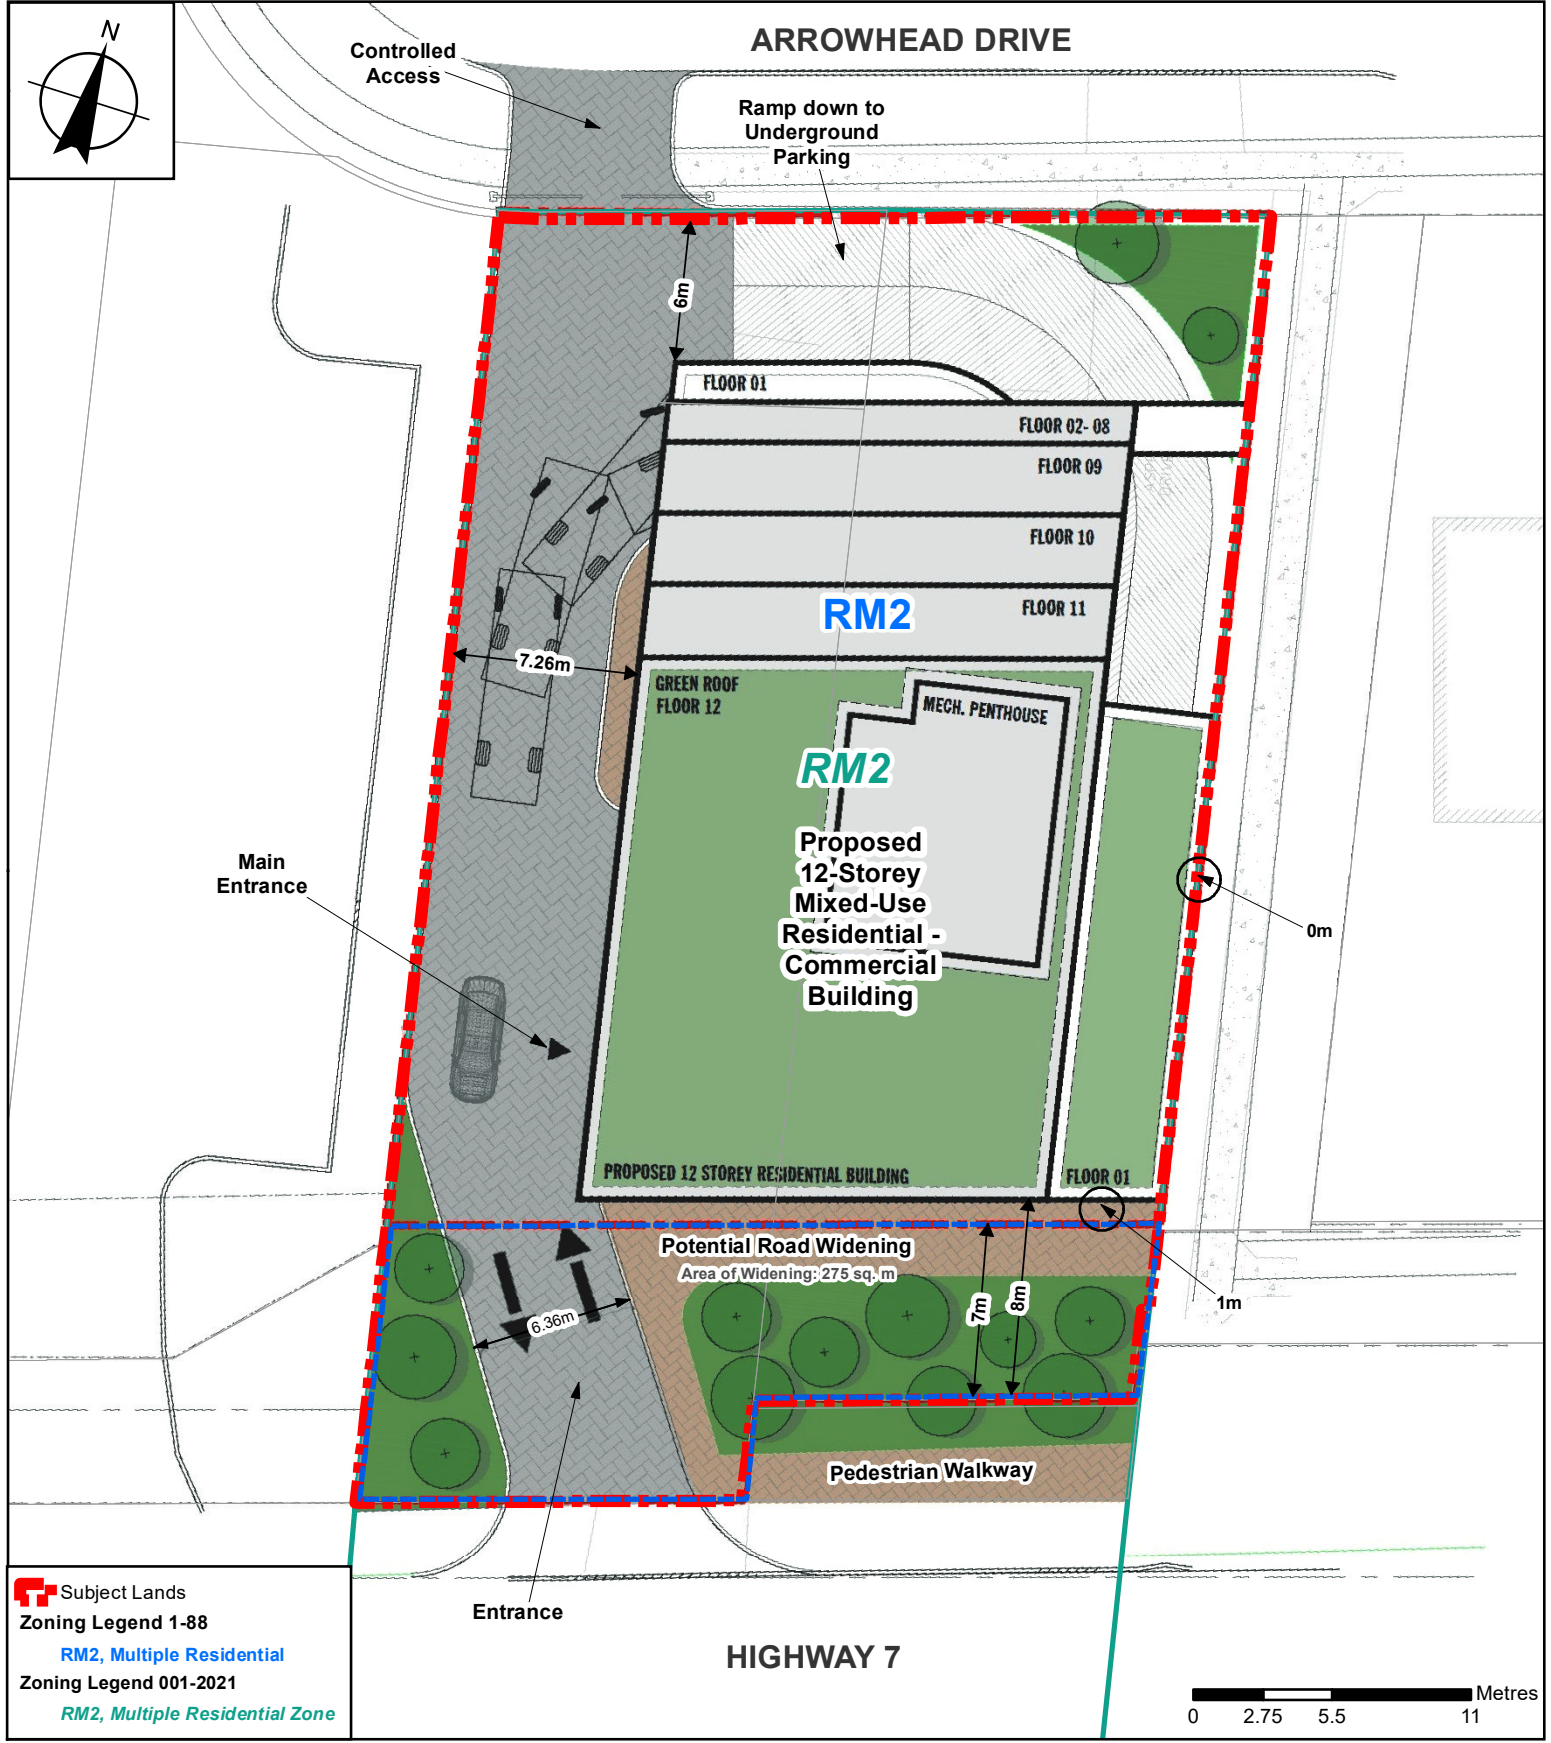 N
ARROWHEAD DRIVE
Controlled
Access
Ramp down to
Underground
Parking
6m
FLOOR 01
FLOOR 02- 08
FLOOR 09
FLOOR 10
FLOOR 11
RM2
7.26m
GREEN ROOF
FLOOR 12
MECH. PENTHOUSE
RM2
Proposed
12-Storey
Mixed-Use
Residential -
Commercial
Building
Main
Entrance
0m
PROPOSED 12 STOREY RESIDENTIAL BUILDING
FLOOR 01
Potential Road Widening
Area of Widening: 275 sq. m
7m
8m
1m
6.36m
Pedestrian Walkway
Entrance
HIGHWAY 7
Subject Lands
Zoning Legend 1-88
RM2, Multiple Residential
Zoning Legend 001-2021
RM2, Multiple Residential Zone
Metres
0 2.75 5.5 11